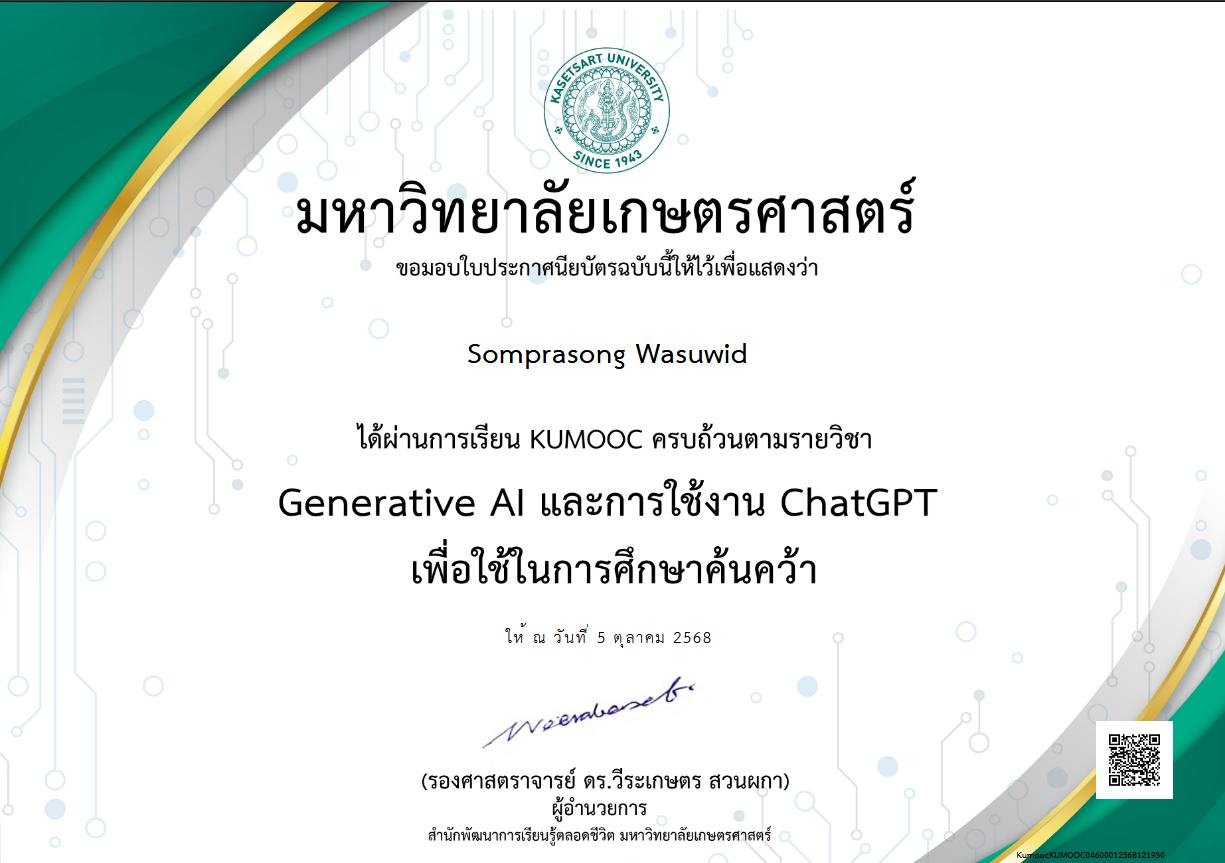 KASETSART UNIVERSITY
SINCE 1943
มหาวิทยาลัยเกษตรศาสตร์
ขอมอบใบประกาศนียบัตรฉบับนี้ให้ไว้เพื่อแสดงว่า
Somprasong Wasuwid
ได้ผ่านการเรียน KUMOOC ครบถ้วนตามรายวิชา
Generative AI และการใช้งาน ChatGPT
เพื่อใช้ในการศึกษาค้นคว้า
ให้ ณ วันที่ 5 ตุลาคม 2568
(รองศาสตราจารย์ ดร.วีระเกษตร สวนผกา)
ผู้อำนวยการ
สำนักพัฒนาการเรียนรู้ตลอดชีวิต มหาวิทยาลัยเกษตรศาสตร์
KumoocKUMOOC04600012568121930